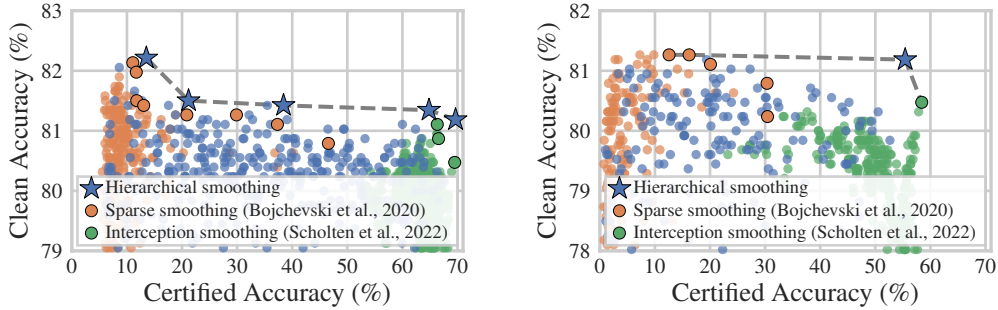 83
82
81
80
79
Clean Accuracy (%)
Hierarchical smoothing
Sparse smoothing (Bojchevski et al., 2020)
Interception smoothing (Scholten et al., 2022)
0 10 20 30 40 50 60 70
Certified Accuracy (%)
82
81
80
79
78
Clean Accuracy (%)
Hierarchical smoothing
Sparse smoothing (Bojchevski et al., 2020)
Interception smoothing (Scholten et al., 2022)
0 10 20 30 40 50 60 70
Certified Accuracy (%)